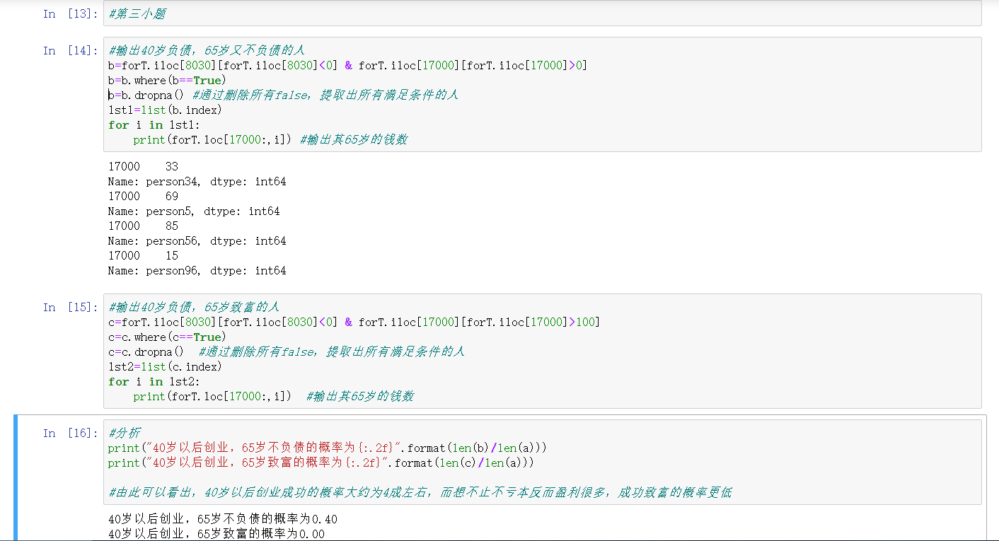 In [13]: #第三小题
In [14]: #输出40岁负债，65岁又不负债的人
b=forT.iloc[8030][forT.iloc[8030]<0] & forT.iloc[17000][forT.iloc[17000]>0]
b=b.where(b==True)
b=b.dropna() #通过删除所有false，提取出所有满足条件的人
lst1=list(b.index)
for i in lst1:
    print(forT.loc[17000:,i]) #输出其65岁的钱数
17000    33
Name: person34, dtype: int64
17000    69
Name: person5, dtype: int64
17000    85
Name: person56, dtype: int64
17000    15
Name: person96, dtype: int64
In [15]: #输出40岁负债，65岁致富的人
c=forT.iloc[8030][forT.iloc[8030]<0] & forT.iloc[17000][forT.iloc[17000]>100]
c=c.where(c==True)
c=c.dropna()  #通过删除所有false，提取出所有满足条件的人
lst2=list(c.index)
for i in lst2:
    print(forT.loc[17000:,i])  #输出其65岁的钱数
In [16]: #分析
print("40岁以后创业，65岁不负债的概率为{:.2f}".format(len(b)/len(a)))
print("40岁以后创业，65岁致富的概率为{:.2f}".format(len(c)/len(a)))
#由此可以看出，40岁以后创业成功的概率大约为4成左右，而想不止不亏本反而盈利很多，成功致富的概率更低
40岁以后创业，65岁不负债的概率为0.40
40岁以后创业，65岁致富的概率为0.00